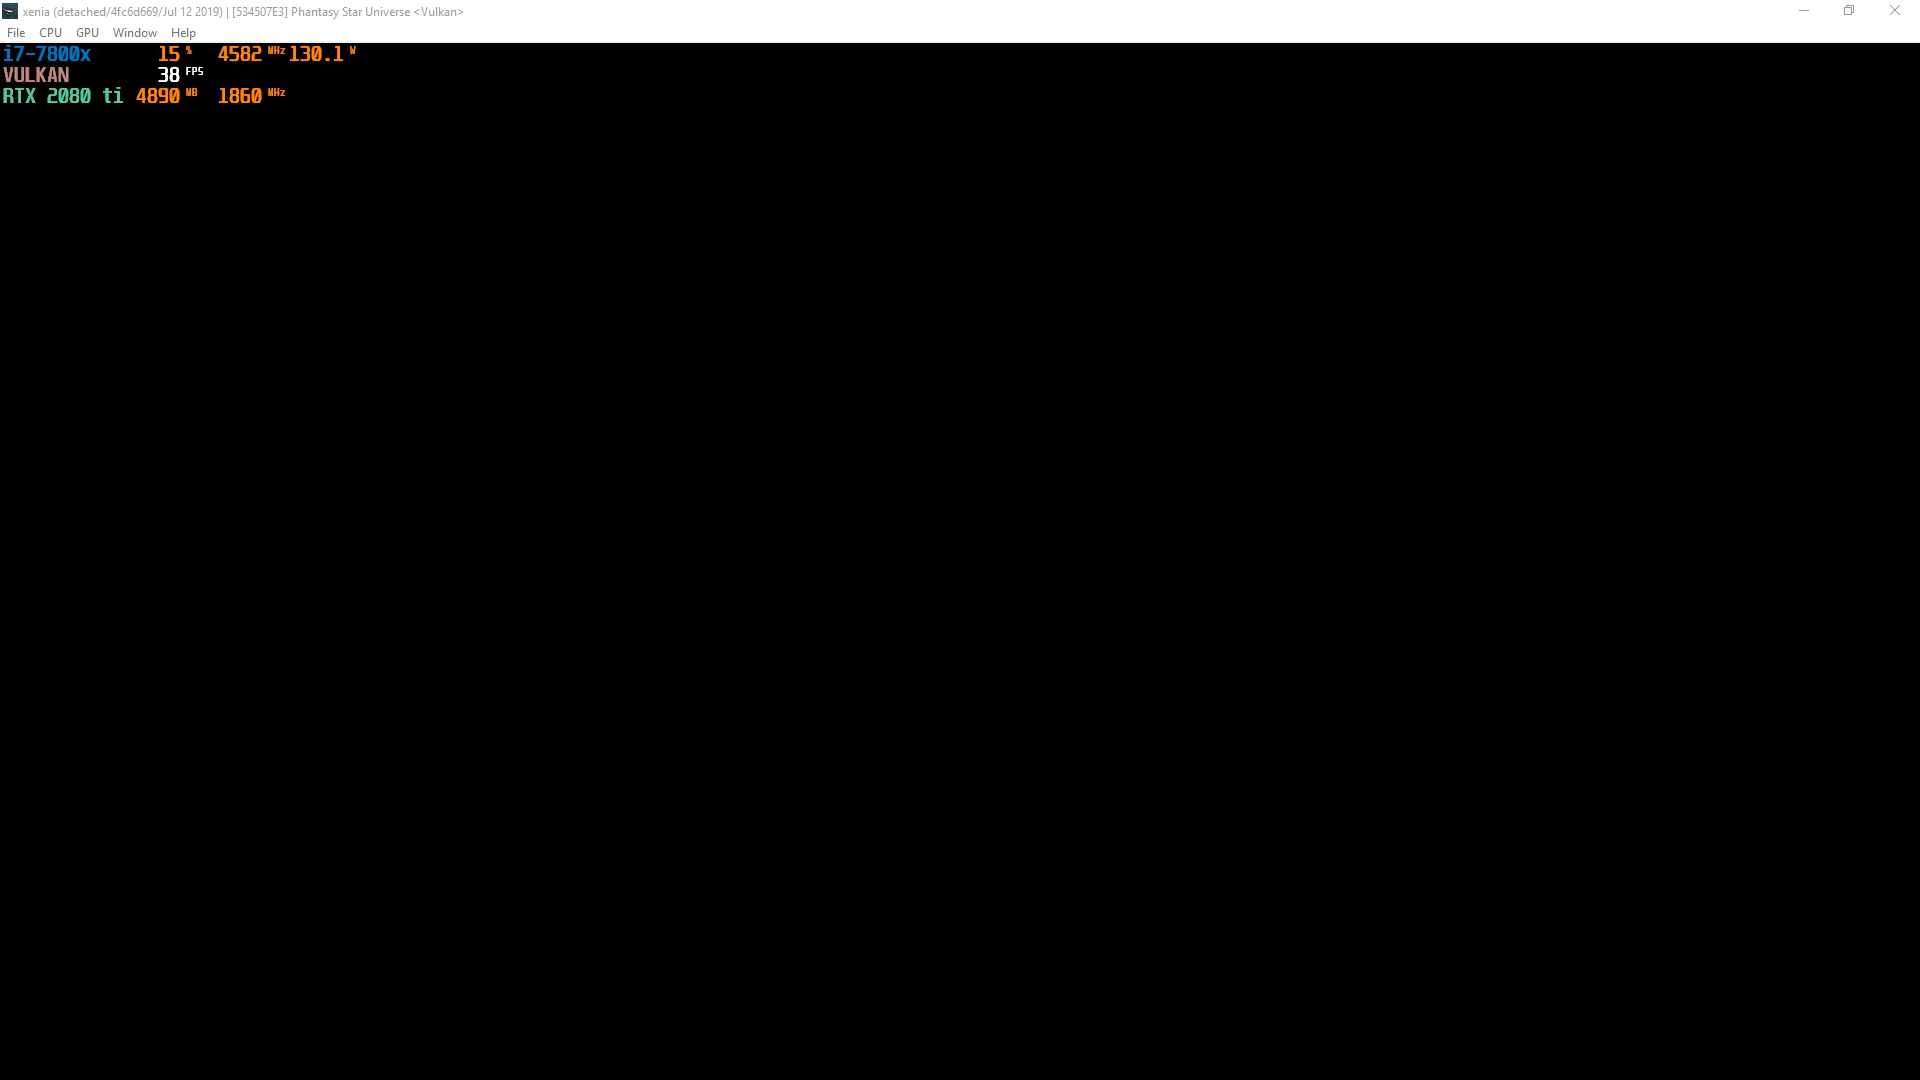 xenia (detached/4fc6d669/Jul 12 2019) | [534507E3] Phantasy Star Universe <Vulkan>
File CPU GPU Window Help
i7-7800x 15 % 4582 MHz 130.1 W
VULKAN 38 FPS
RTX 2080 ti 4890 MB 1860 MHz